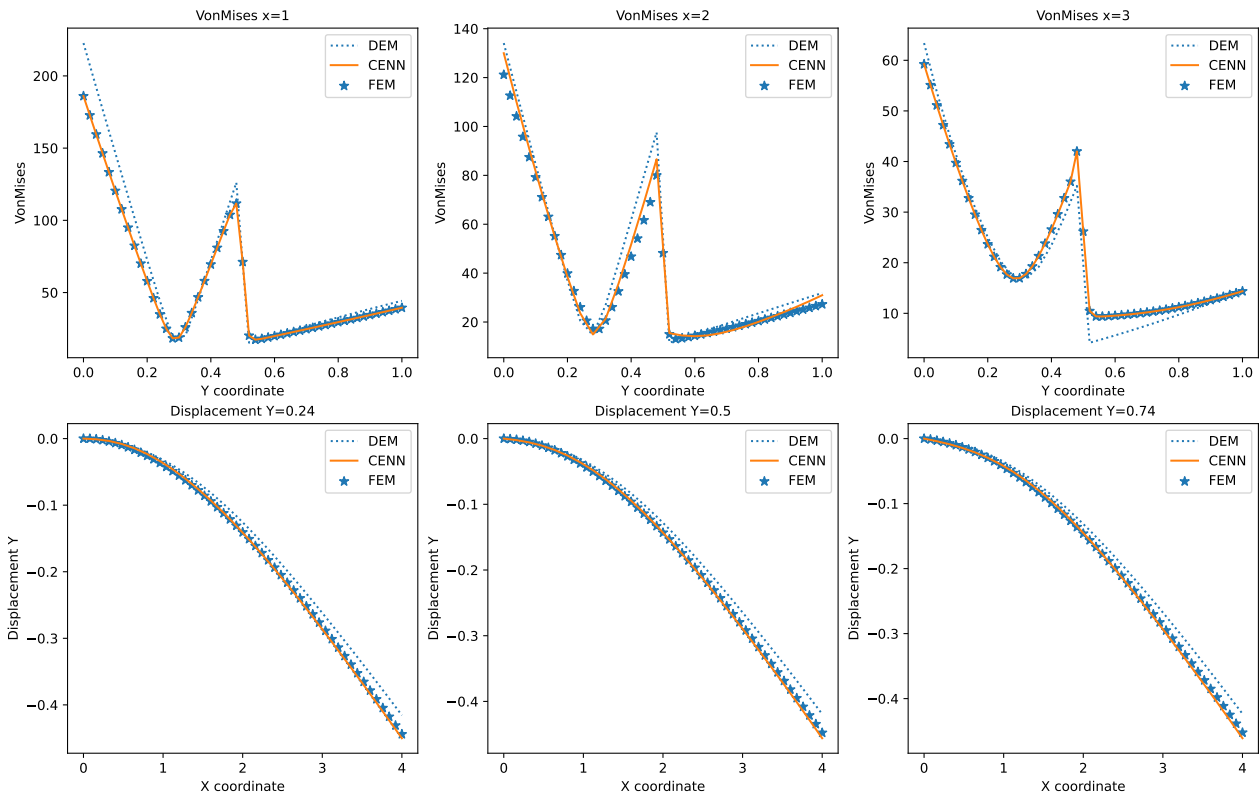 VonMises x=1
VonMises
200
150
100
50
0.0 0.2 0.4 0.6 0.8 1.0
Y coordinate
DEM
CENN
FEM
VonMises x=2
VonMises
140
120
100
80
60
40
20
0.0 0.2 0.4 0.6 0.8 1.0
Y coordinate
DEM
CENN
FEM
VonMises x=3
VonMises
60
50
40
30
20
10
0.0 0.2 0.4 0.6 0.8 1.0
Y coordinate
DEM
CENN
FEM
Displacement Y=0.24
Displacement Y
0.0
−0.1
−0.2
−0.3
−0.4
0 1 2 3 4
X coordinate
DEM
CENN
FEM
Displacement Y=0.5
Displacement Y
0.0
−0.1
−0.2
−0.3
−0.4
0 1 2 3 4
X coordinate
DEM
CENN
FEM
Displacement Y=0.74
Displacement Y
0.0
−0.1
−0.2
−0.3
−0.4
0 1 2 3 4
X coordinate
DEM
CENN
FEM